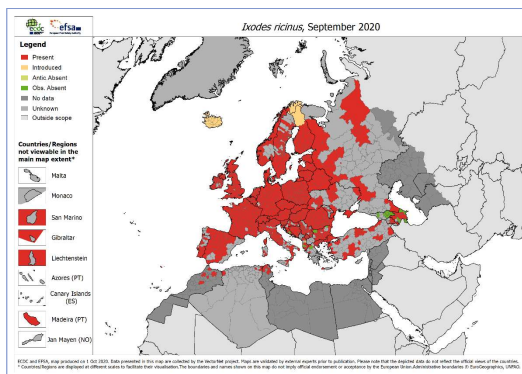 ecdc
efsa
Ixodes ricinus, September 2020
Legend
Present
Introduced
Antic Absent
Obs. Absent
No data
Unknown
Outside scope
Countries/Regions
not viewable in the
main map extent*
Malta
Monaco
San Marino
Gibraltar
Liechtenstein
Azores (PT)
Canary Islands
(ES)
Madeira (PT)
Jan Mayen (NO)
ECDC and EFSA, map produced on 1 Oct 2020. Data presented in this map are collected by the VectorNet project. Maps are validated by external experts prior to publication. Please note that the depicted data do not reflect the official views of the countries.
* Countries/Regions are displayed at different scales to facilitate their visualisation. The boundaries and names shown on this map do not imply official endorsement or acceptance by the European Union. Administrative boundaries © EuroGeographics, UNFAO.